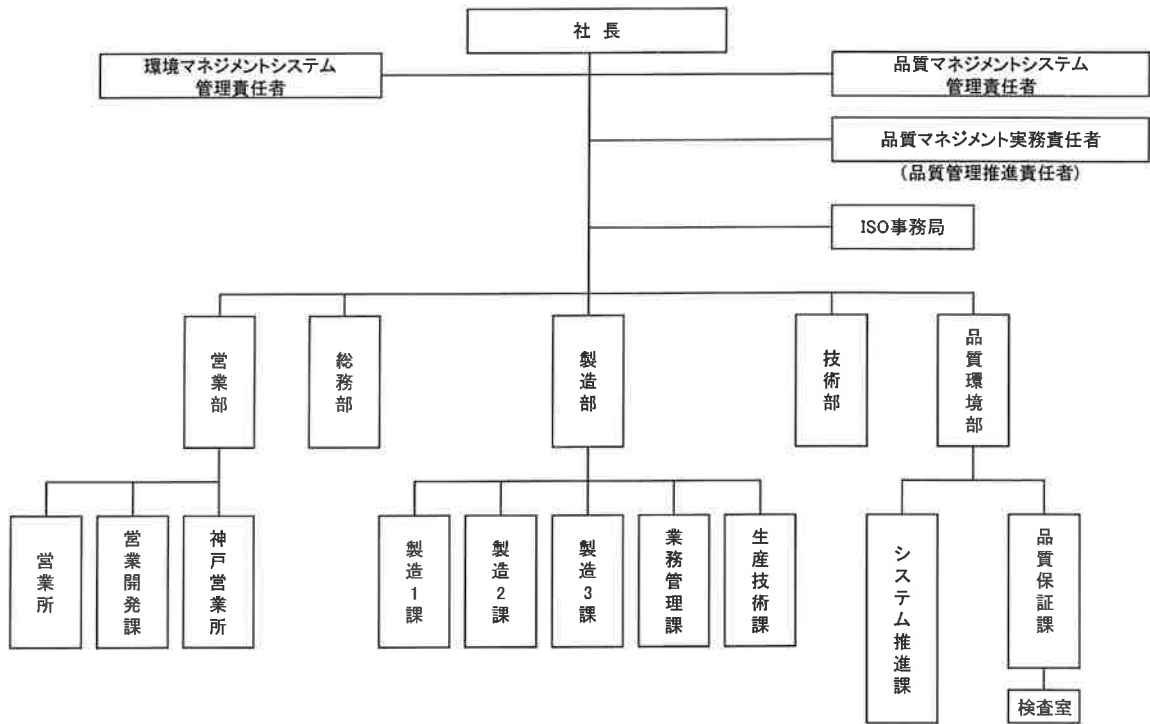 社 長
環境マネジメントシステム
管理責任者
品質マネジメントシステム
管理責任者
品質マネジメント実務責任者
(品質管理推進責任者)
ISO事務局
営業部
総務部
製造部
技術部
品質環境部
営業所
営業開発課
神戸営業所
製造1課
製造2課
製造3課
業務管理課
生産技術課
システム推進課
品質保証課
検査室